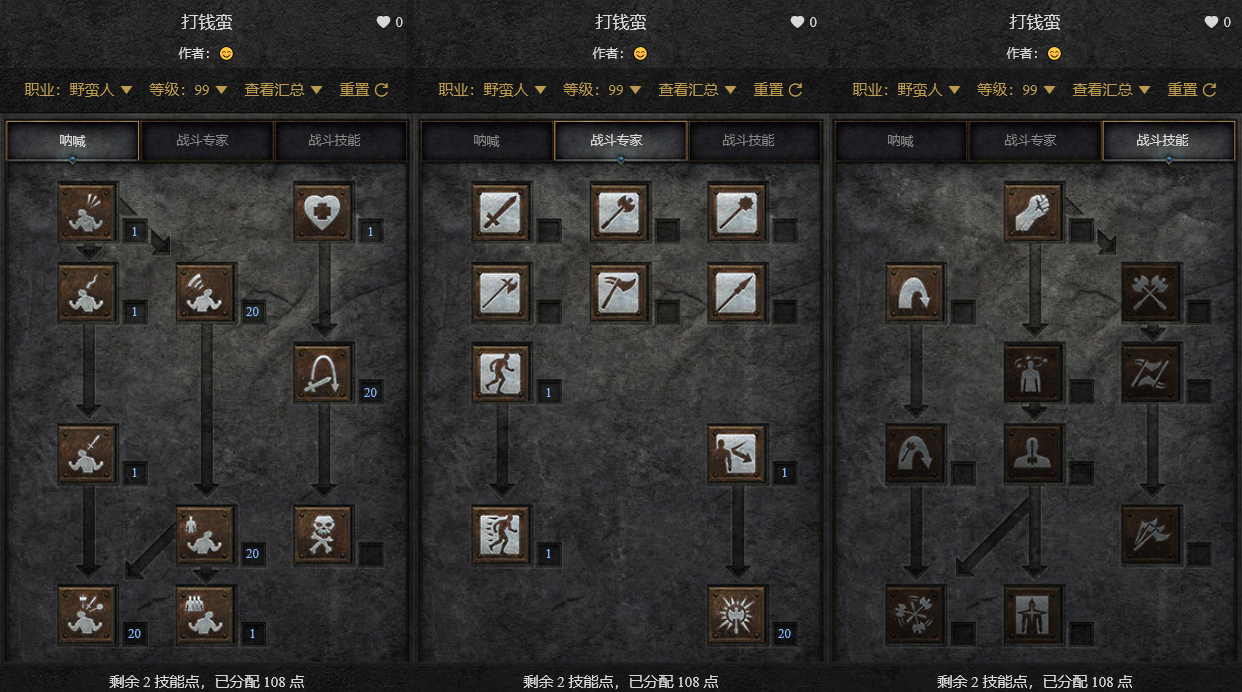 打钱蛮
0
作者：
职业：野蛮人 等级：99 查看汇总 重置
呐喊 战斗专家 战斗技能
1
1
1
20
20
1
20
20
1
剩余 2 技能点，已分配 108 点
打钱蛮
0
作者：
职业：野蛮人 等级：99 查看汇总 重置
呐喊 战斗专家 战斗技能
1
1
1
20
剩余 2 技能点，已分配 108 点
打钱蛮
0
作者：
职业：野蛮人 等级：99 查看汇总 重置
呐喊 战斗专家 战斗技能
剩余 2 技能点，已分配 108 点